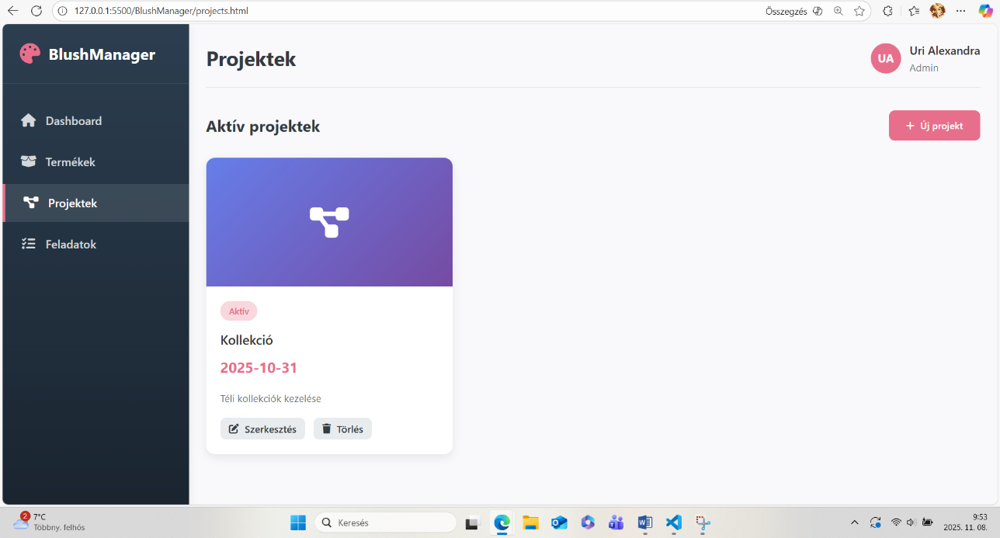 127.0.0.1:5500/BlushManager/projects.html
Összegzés
BlushManager
Projektek
UA
Uri Alexandra
Admin
Dashboard
Termékek
Projektek
Feladatok
Aktív projektek
+ Új projekt
Aktív
Kollekció
2025-10-31
Téli kollekciók kezelése
Szerkesztés
Törlés
2
7°C
Többny. felhős
Keresés
9:53
2025. 11. 08.